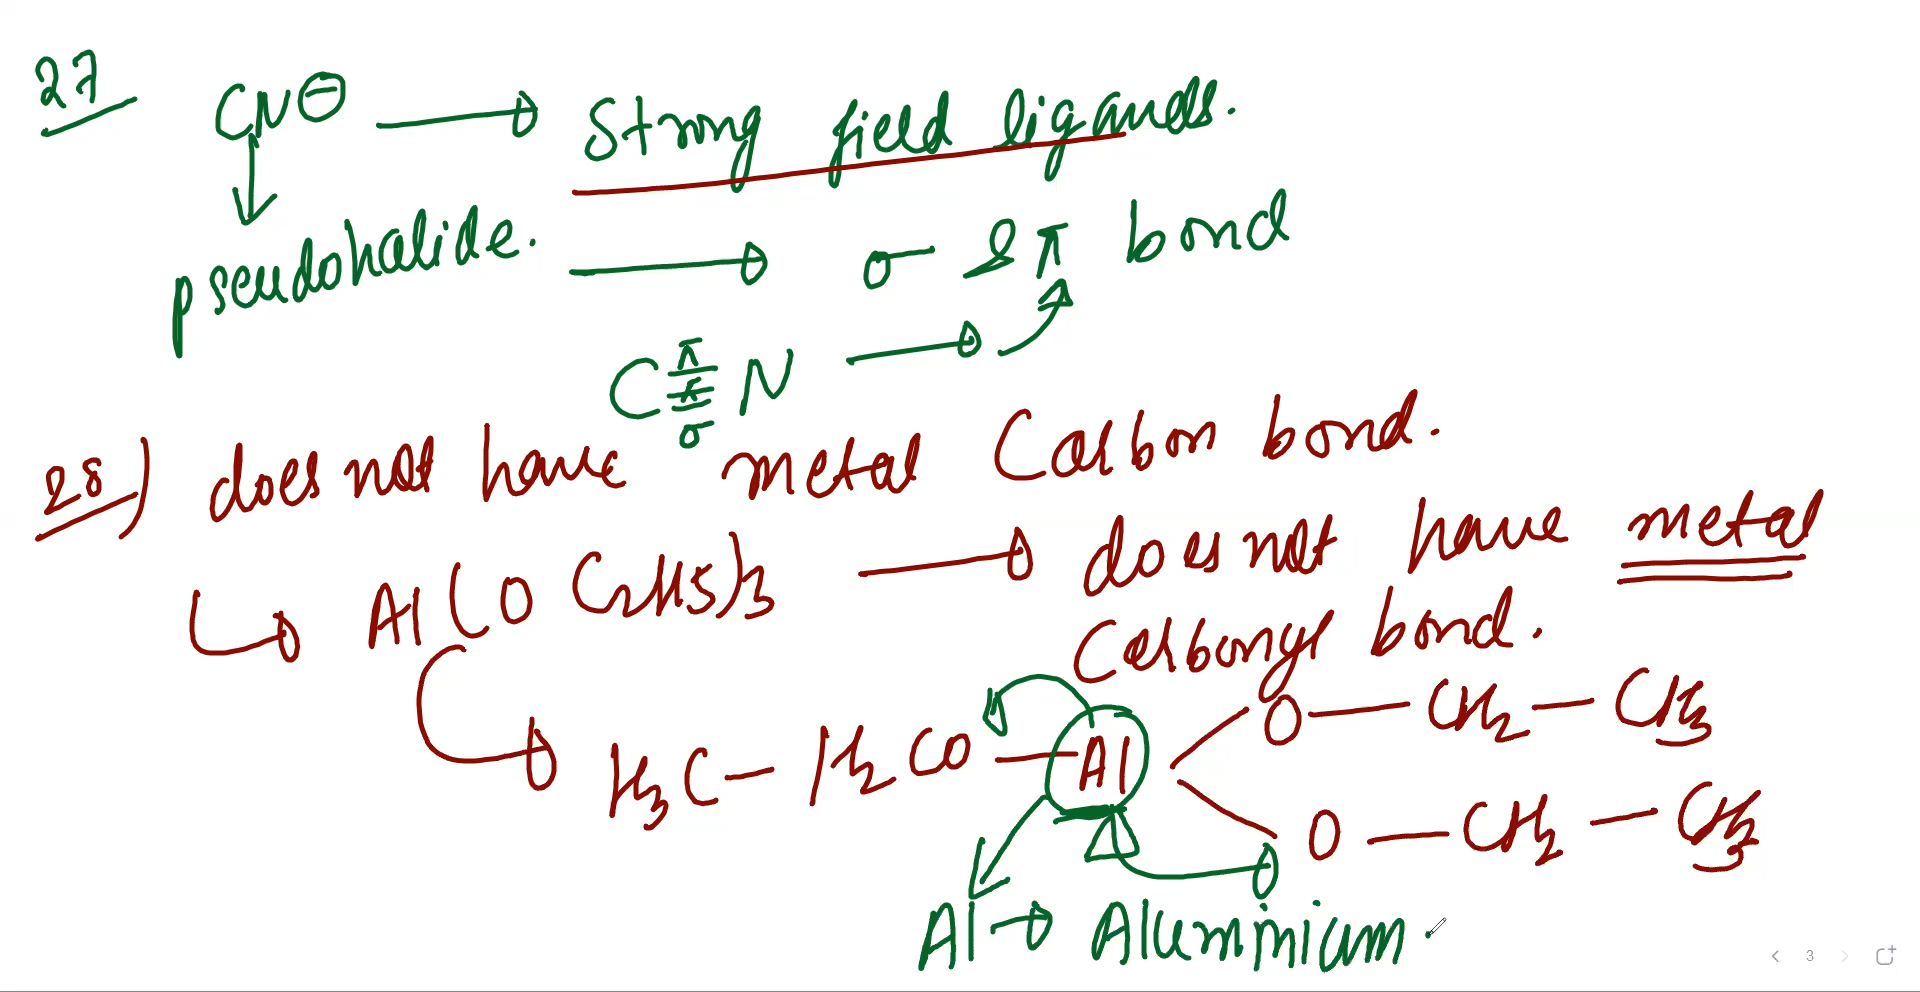 27 CN⊖ → Strong field ligands.
pseudohalide. → σ & π bond
C≡N →
π
π
σ
28) does not have metal Carbon bond.
Al(OC2H5)3 → does not have metal
Carbonyl bond.
H3C-H2CO-Al
O-CH2-CH3
O-CH2-CH3
Al → Aluminium.
3